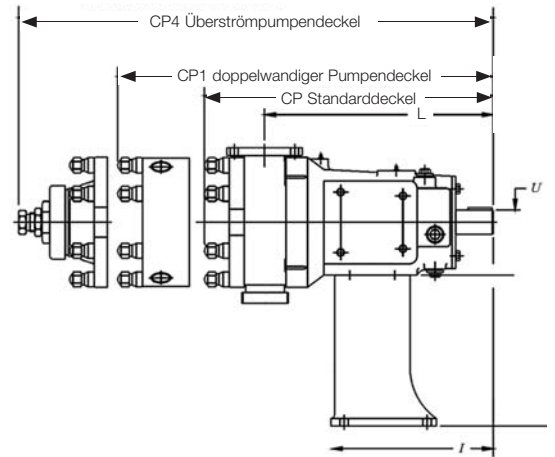 CP4 Überströmpumpendeckel
CP1 doppelwandiger Pumpendeckel
CP Standarddeckel
L
U
I